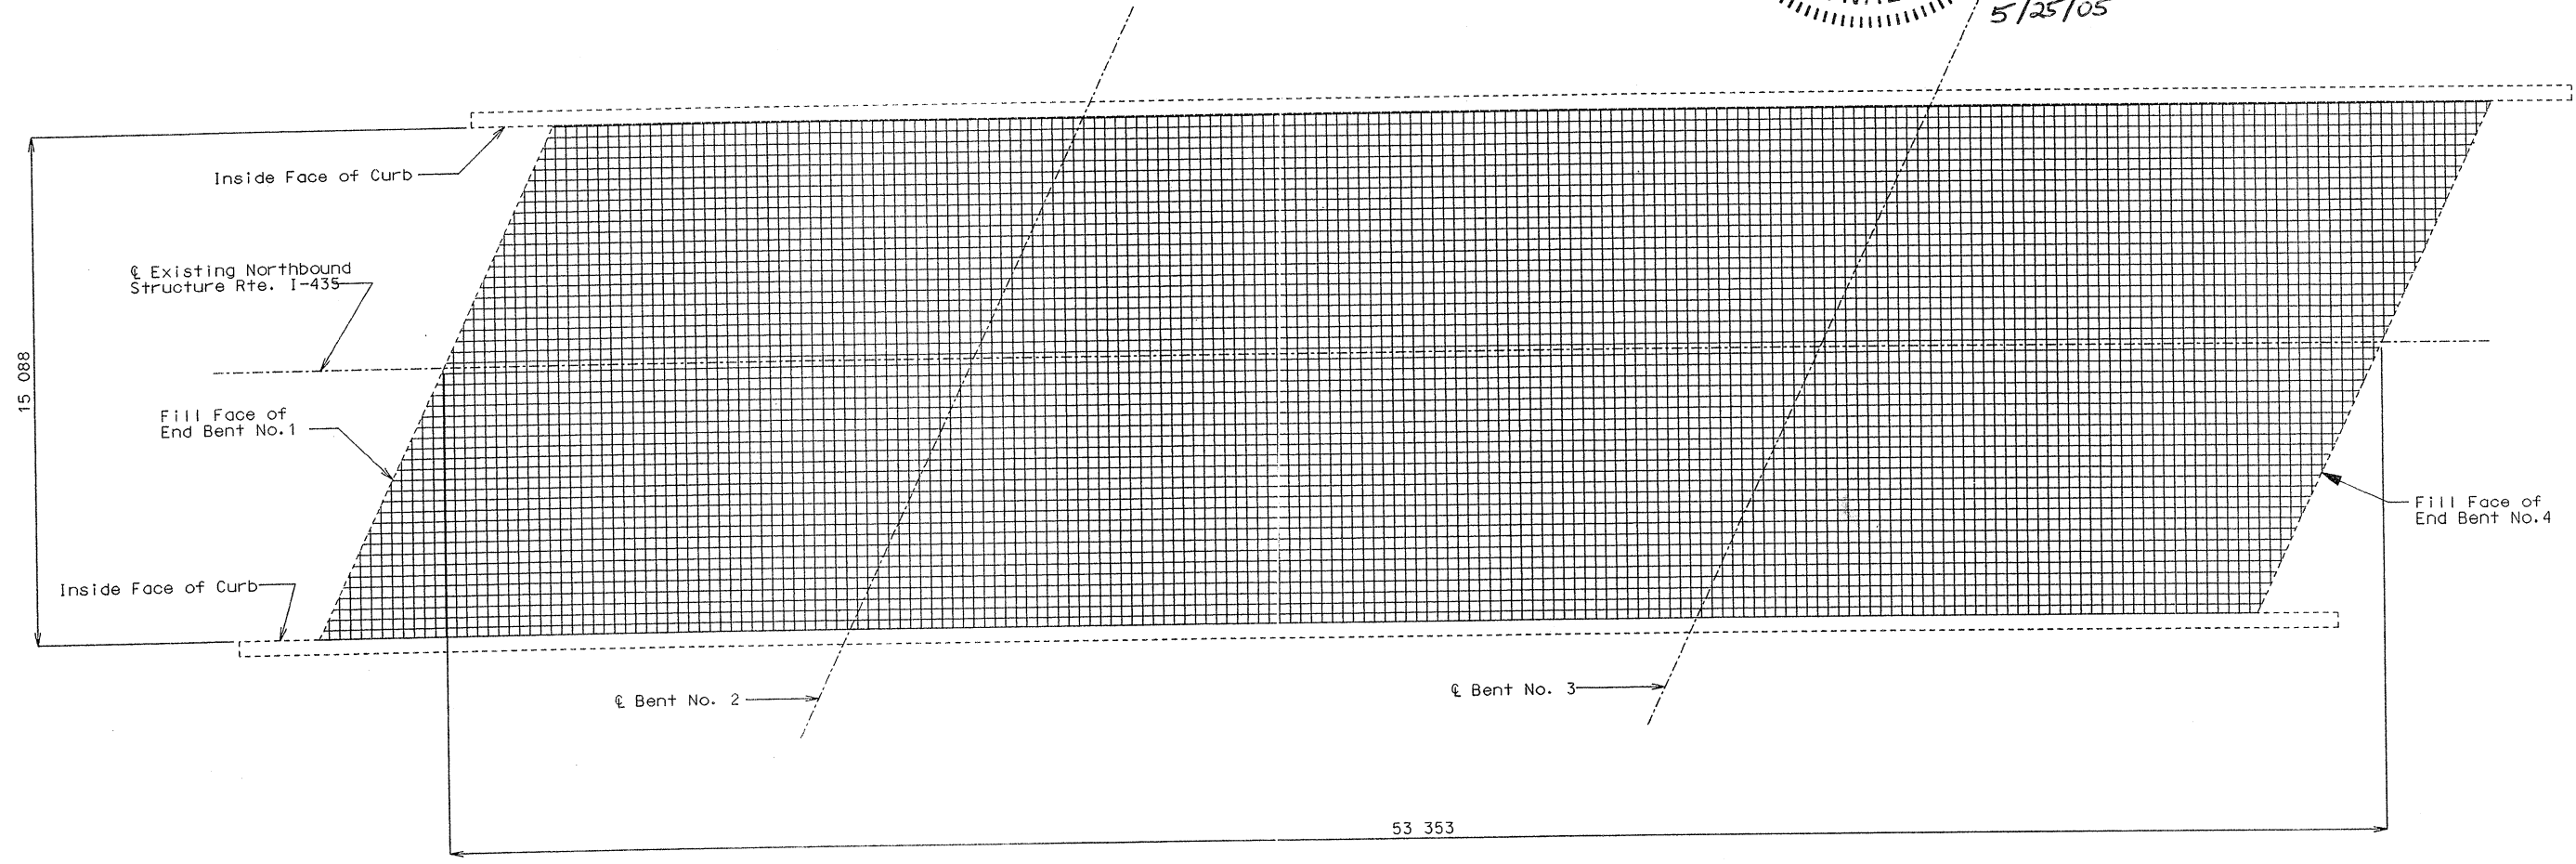 5/25/05
Inside Face of Curb
℄ Existing Northbound
Structure Rte. I-435
15 088
Fill Face of
End Bent No.1
Fill Face of
End Bent No.4
Inside Face of Curb
℄ Bent No. 2
℄ Bent No. 3
53 353